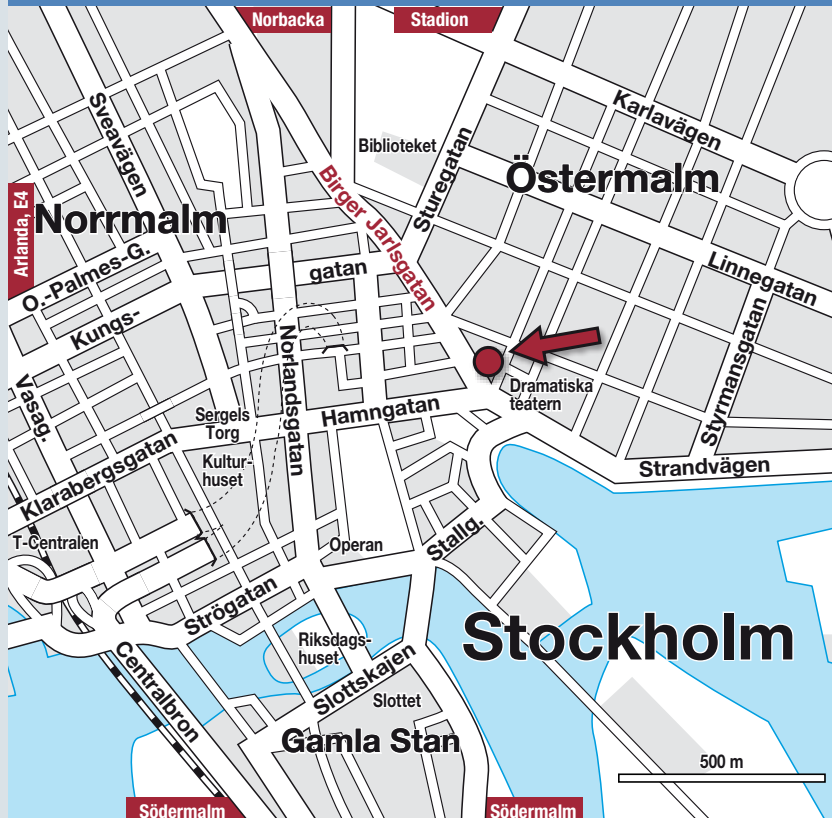 Norbacka
Stadion
Sveavägen
Karlavägen
Biblioteket
Sturegatan
Östermalm
Birger Jarlsgatan
Arlanda, E4
Norrmalm
O.-Palmes-G.
gatan
Linnegatan
Kungs-
Styrmansgatan
Norlandsgatan
Vasag.
Dramatiska
teatern
Sergels
Torg
Hamngatan
Klarabergsgatan
Kultur-
huset
Strandvägen
T-Centralen
Operan
Stallg.
Strögatan
Stockholm
Riksdags-
huset
Centralbron
Slottskajen
Slottet
Gamla Stan
500 m
Södermalm
Södermalm